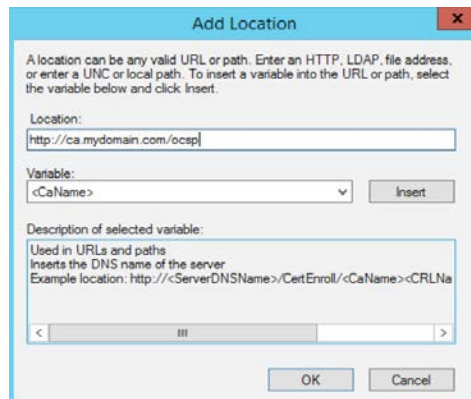 Add Location
x
A location can be any valid URL or path. Enter an HTTP, LDAP, file address,
or enter a UNC or local path. To insert a variable into the URL or path, select
the variable below and click Insert.
Location:
http://ca.mydomain.com/ocsp
Variable:
<CaName>
Insert
Description of selected variable:
Used in URLs and paths
Inserts the DNS name of the server
Example location: http://<ServerDNSName>/CertEnroll/<CaName><CRLNa
OK
Cancel